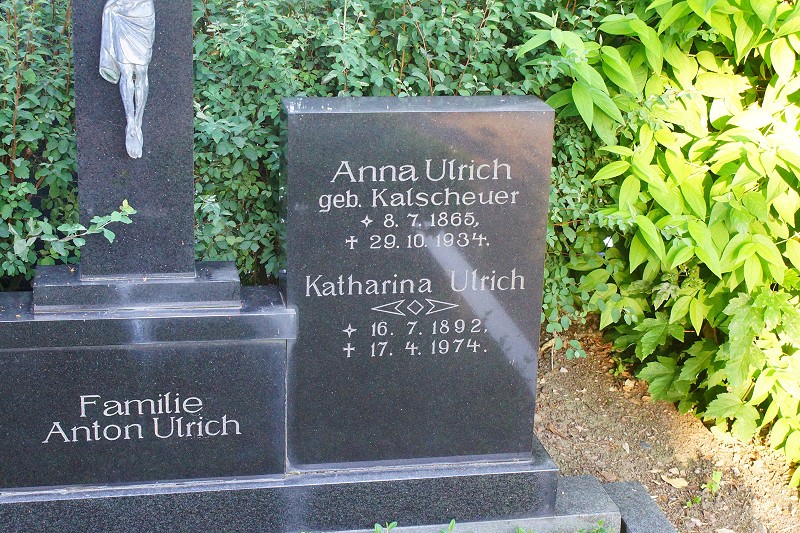 Anna Ulrich
geb. Kalscheuer
✧ 8. 7. 1865,
✝ 29. 10. 1934.
Katharina Ulrich
✧ 16. 7. 1892,
✝ 17. 4. 1974.
Familie
Anton Ulrich